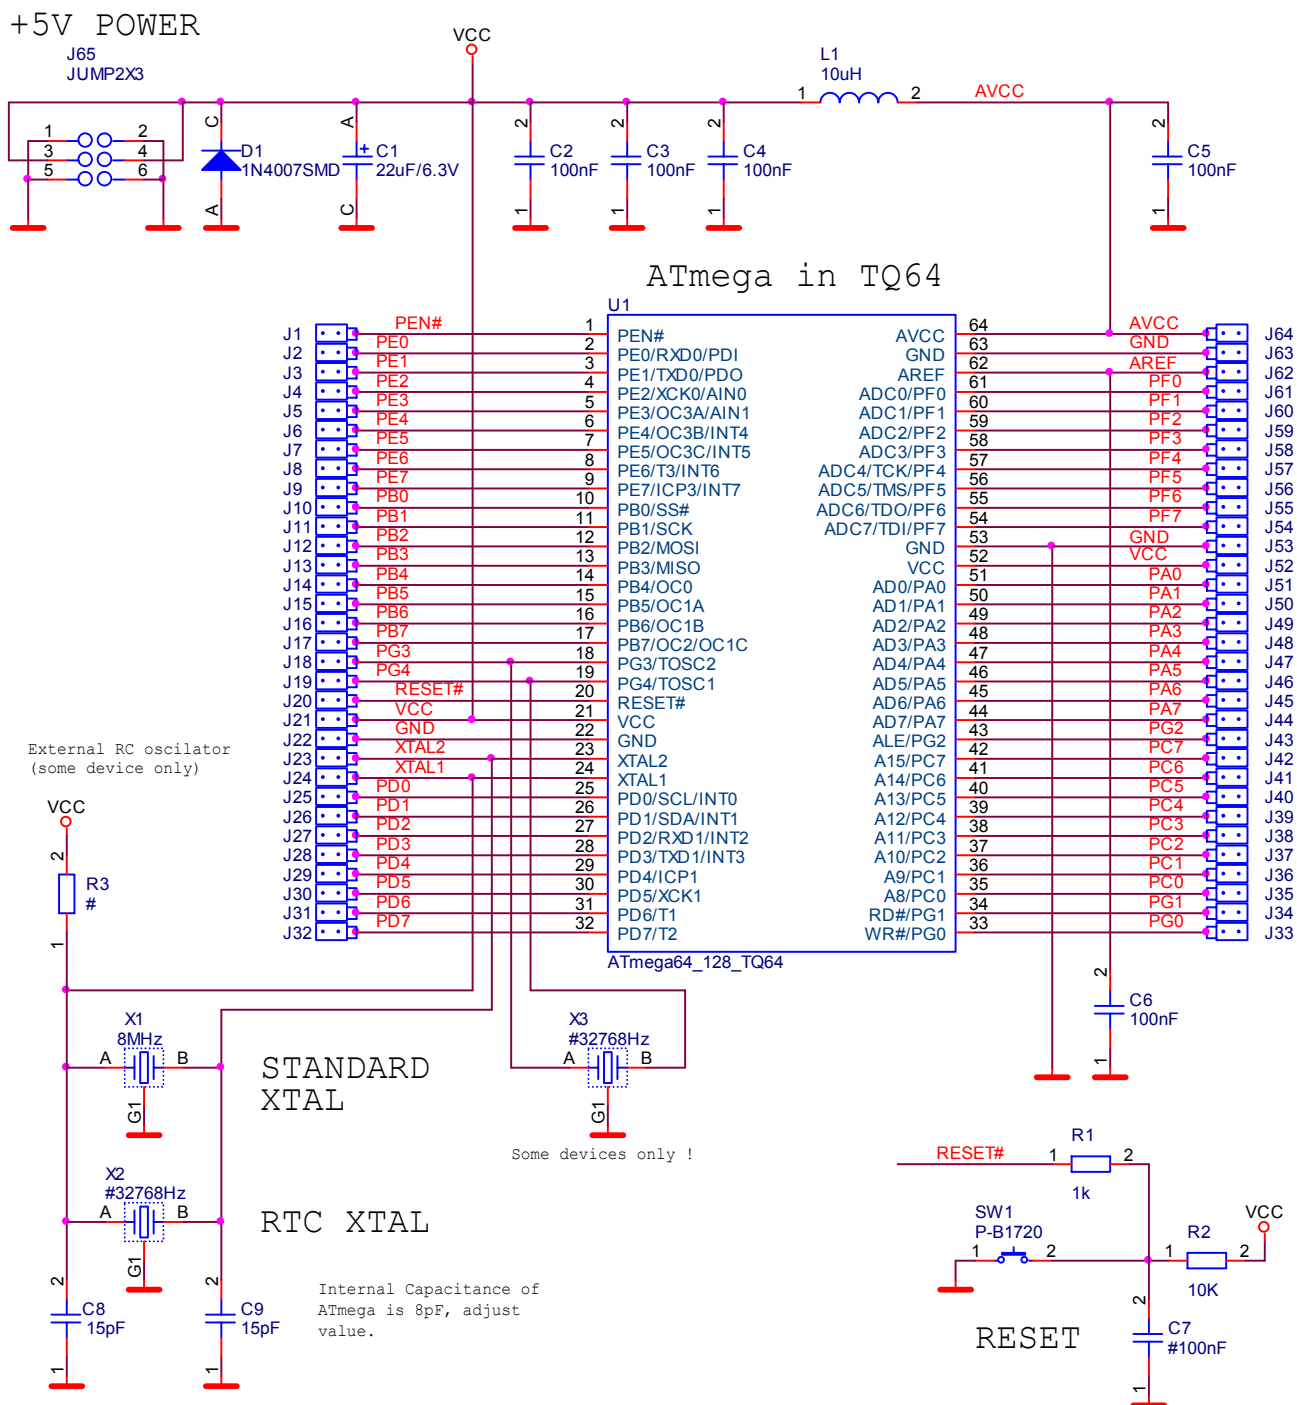 +5V POWER
J65
JUMP2X3
VCC
L1
10uH
1 2 AVCC
1 2
3 4
5 6
C
D1
1N4007SMD
A
A
+
C1
22uF/6.3V
C
2
C2
100nF
1
2
C3
100nF
1
2
C4
100nF
1
2
C5
100nF
1
ATmega in TQ64
U1
J1 PEN# 1 PEN# AVCC 64 AVCC J64
J2 PE0 2 PE0/RXD0/PDI GND 63 GND J63
J3 PE1 3 PE1/TXD0/PDO AREF 62 AREF J62
J4 PE2 4 PE2/XCK0/AIN0 ADC0/PF0 61 PF0 J61
J5 PE3 5 PE3/OC3A/AIN1 ADC1/PF1 60 PF1 J60
J6 PE4 6 PE4/OC3B/INT4 ADC2/PF2 59 PF2 J59
J7 PE5 7 PE5/OC3C/INT5 ADC3/PF3 58 PF3 J58
J8 PE6 8 PE6/T3/INT6 ADC4/TCK/PF4 57 PF4 J57
J9 PE7 9 PE7/ICP3/INT7 ADC5/TMS/PF5 56 PF5 J56
J10 PB0 10 PB0/SS# ADC6/TDO/PF6 55 PF6 J55
J11 PB1 11 PB1/SCK ADC7/TDI/PF7 54 PF7 J54
J12 PB2 12 PB2/MOSI GND 53 GND J53
J13 PB3 13 PB3/MISO VCC 52 VCC J52
J14 PB4 14 PB4/OC0 AD0/PA0 51 PA0 J51
J15 PB5 15 PB5/OC1A AD1/PA1 50 PA1 J50
J16 PB6 16 PB6/OC1B AD2/PA2 49 PA2 J49
J17 PB7 17 PB7/OC2/OC1C AD3/PA3 48 PA3 J48
J18 PG3 18 PG3/TOSC2 AD4/PA4 47 PA4 J47
J19 PG4 19 PG4/TOSC1 AD5/PA5 46 PA5 J46
J20 RESET# 20 RESET# AD6/PA6 45 PA6 J45
J21 VCC 21 VCC AD7/PA7 44 PA7 J44
J22 GND 22 GND ALE/PG2 43 PG2 J43
J23 XTAL2 23 XTAL2 A15/PC7 42 PC7 J42
J24 XTAL1 24 XTAL1 A14/PC6 41 PC6 J41
J25 PD0 25 PD0/SCL/INT0 A13/PC5 40 PC5 J40
J26 PD1 26 PD1/SDA/INT1 A12/PC4 39 PC4 J39
J27 PD2 27 PD2/RXD1/INT2 A11/PC3 38 PC3 J38
J28 PD3 28 PD3/TXD1/INT3 A10/PC2 37 PC2 J37
J29 PD4 29 PD4/ICP1 A9/PC1 36 PC1 J36
J30 PD5 30 PD5/XCK1 A8/PC0 35 PC0 J35
J31 PD6 31 PD6/T1 RD#/PG1 34 PG1 J34
J32 PD7 32 PD7/T2 WR#/PG0 33 PG0 J33
ATmega64_128_TQ64
External RC oscilator
(some device only)
VCC
2
R3
#
1
X1
8MHz
A B
G1
STANDARD
XTAL
X3
#32768Hz
A B
G1
Some devices only !
2
C6
100nF
1
X2
#32768Hz
A B
G1
RTC XTAL
2
C8
15pF
1
2
C9
15pF
1
Internal Capacitance of
ATmega is 8pF, adjust
value.
RESET# 1 R1 2
1k
SW1
P-B1720
1 2
VCC
R2
1 2
10K
RESET
2
C7
#100nF
1